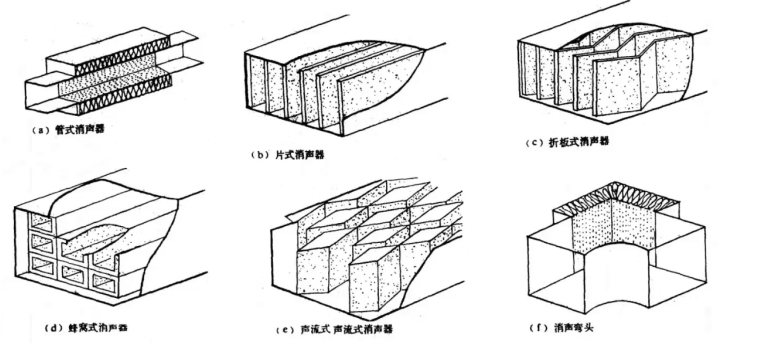 (a) 管式消声器
(b) 片式消声器
(c) 折板式消声器
(d) 蜂窝式消声器
(e) 声流式 声流式消声器
(f) 消声弯头